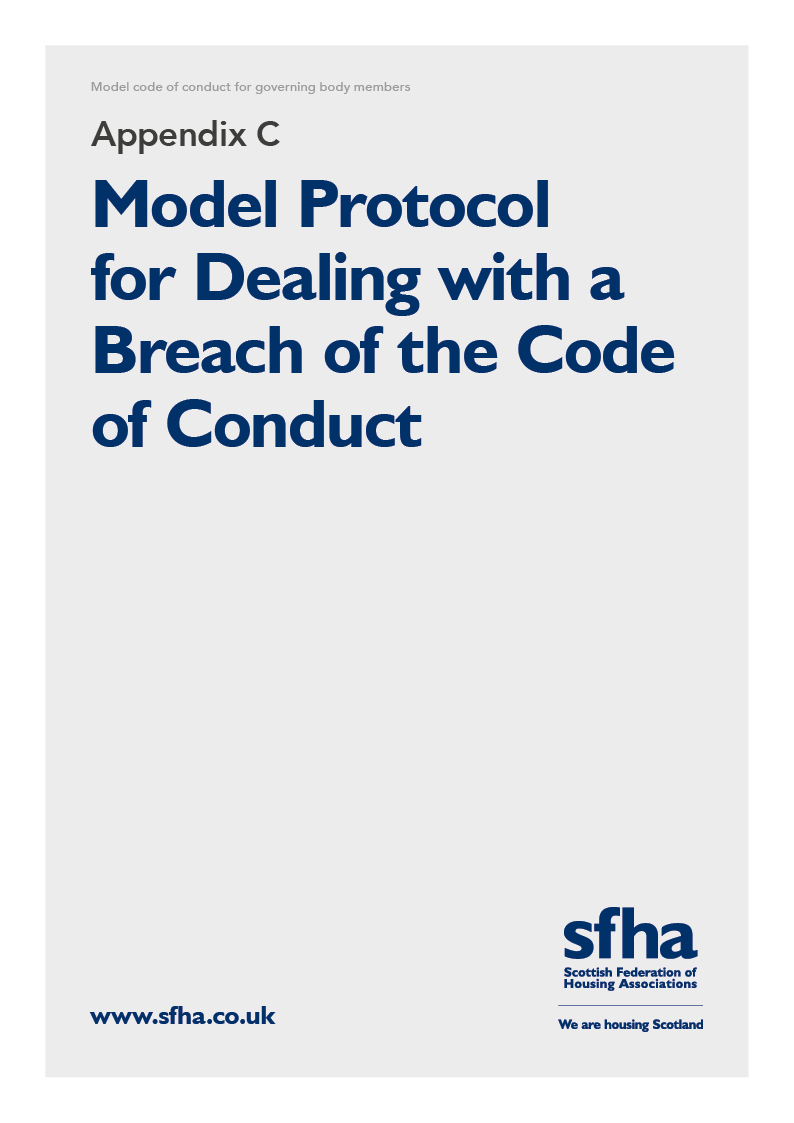 Model code of conduct for governing body members
Appendix C
Model Protocol
for Dealing with a
Breach of the Code
of Conduct
sfha
Scottish Federation of
Housing Associations
www.sfha.co.uk
We are housing Scotland